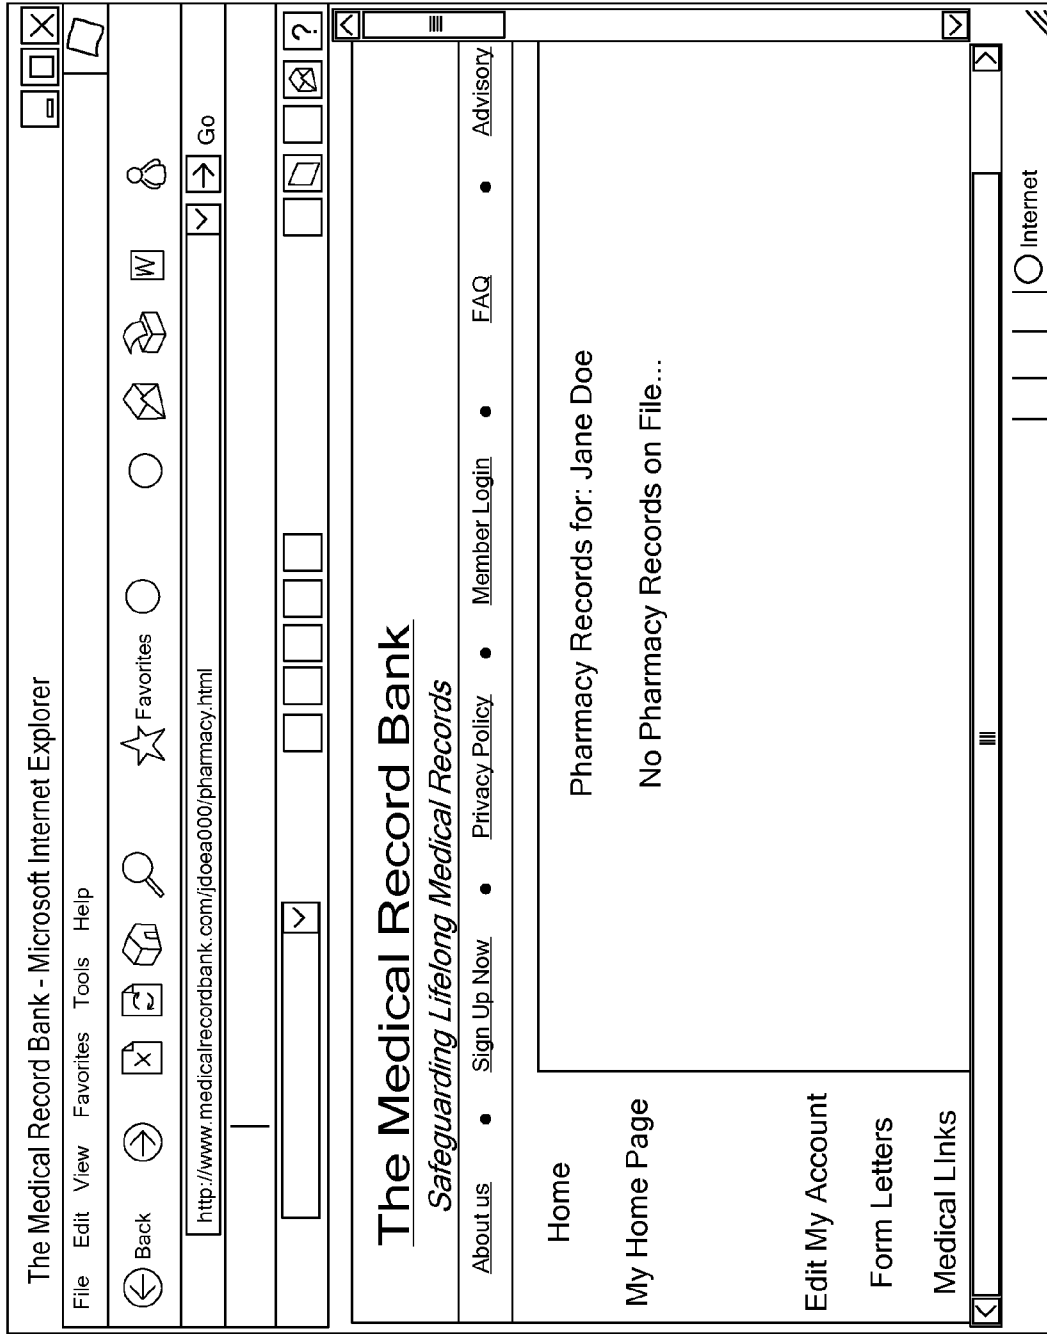 The Medical Record Bank - Microsoft Internet Explorer
File Edit View Favorites Tools Help
Back Favorites W
http://www.medicalrecordbank.com/jdoea000/pharmacy.html Go
?
The Medical Record Bank
Safeguarding Lifelong Medical Records
About us • Sign Up Now • Privacy Policy • Member Login • FAQ • Advisory
Home
My Home Page
Edit My Account
Form Letters
Medical LInks
Pharmacy Records for: Jane Doe
No Pharmacy Records on File...
Internet